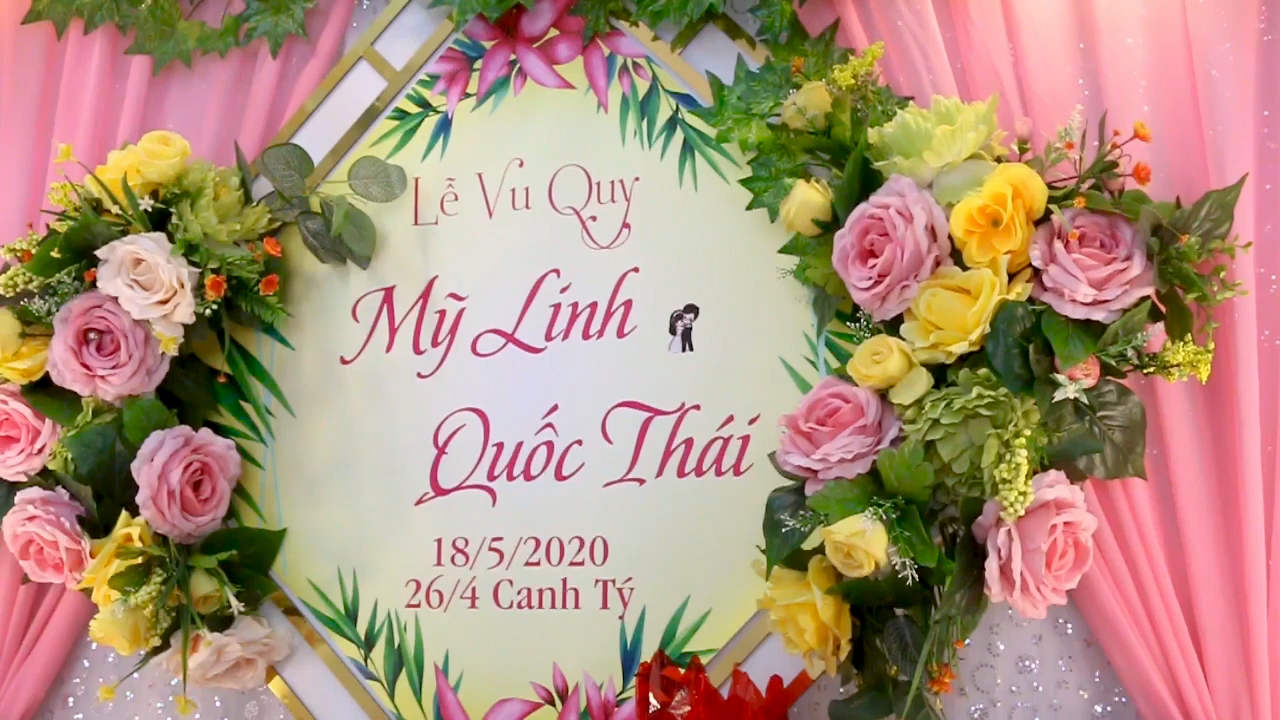 Lễ Vu Quy
Mỹ Linh
Quốc Thái
18/5/2020
26/4 Canh Tý